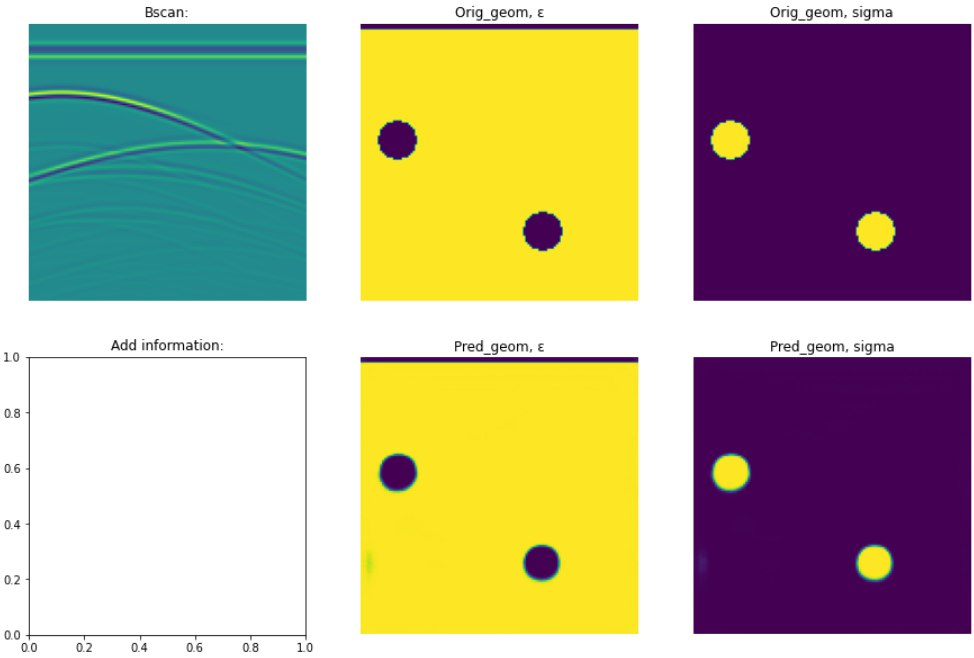 Bscan:
Orig_geom, ε
Orig_geom, sigma
Add information:
Pred_geom, ε
Pred_geom, sigma
1.0
0.8
0.6
0.4
0.2
0.0
0.0 0.2 0.4 0.6 0.8 1.0